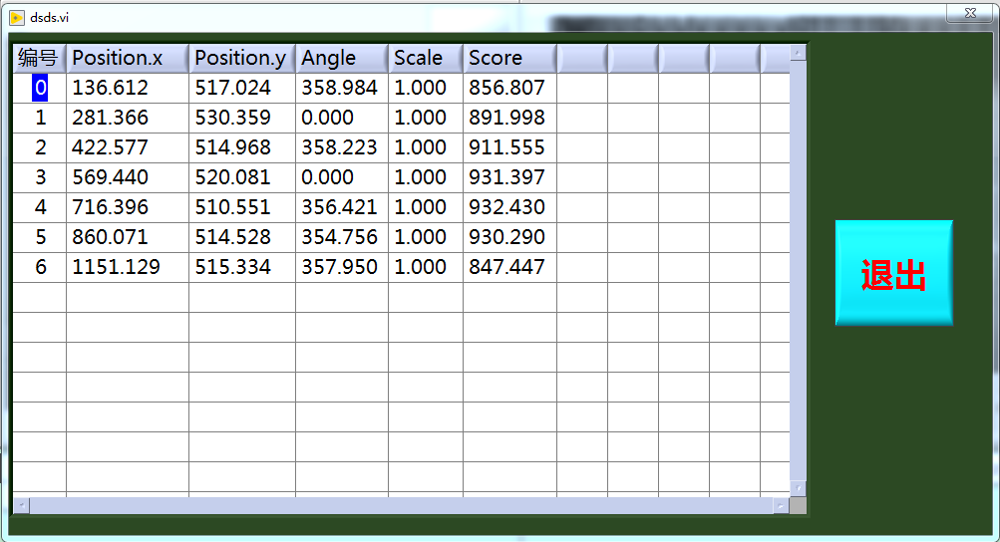 dsds.vi
编号 Position.x Position.y Angle Scale Score
0 136.612 517.024 358.984 1.000 856.807
1 281.366 530.359 0.000 1.000 891.998
2 422.577 514.968 358.223 1.000 911.555
3 569.440 520.081 0.000 1.000 931.397
4 716.396 510.551 356.421 1.000 932.430
5 860.071 514.528 354.756 1.000 930.290
6 1151.129 515.334 357.950 1.000 847.447
退出